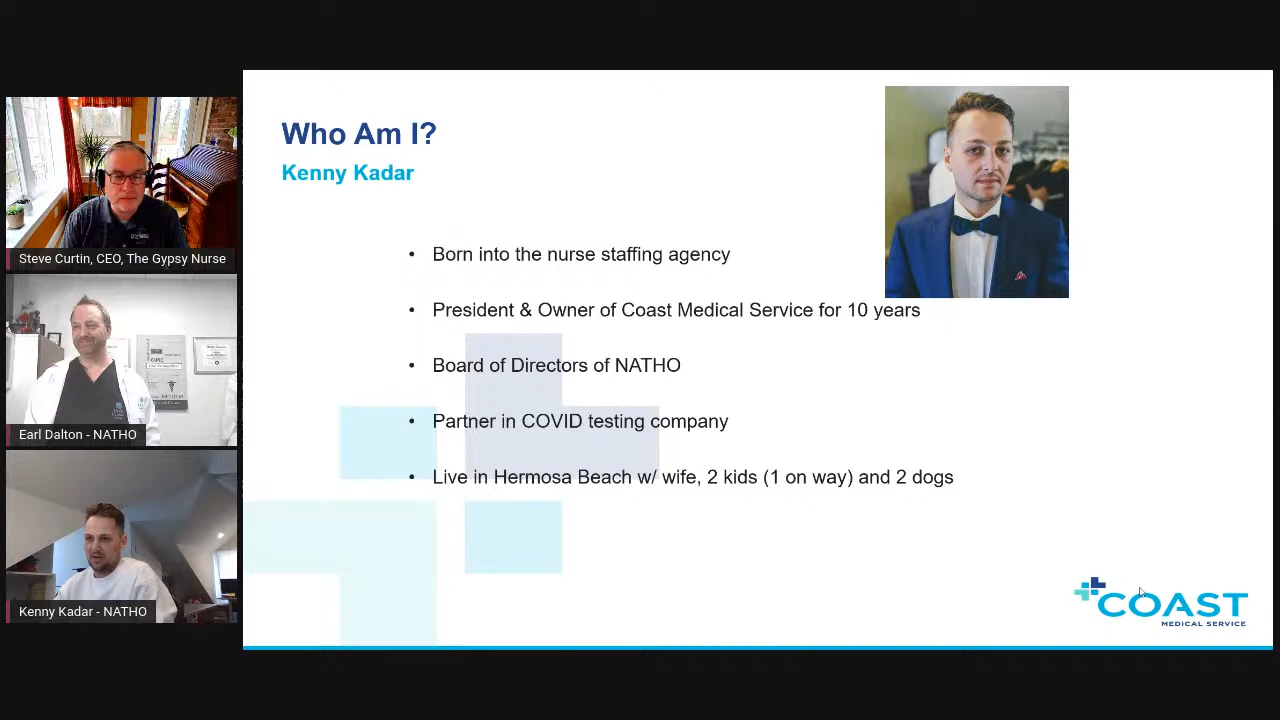 Who Am I?
Kenny Kadar
• Born into the nurse staffing agency
• President & Owner of Coast Medical Service for 10 years
• Board of Directors of NATHO
• Partner in COVID testing company
• Live in Hermosa Beach w/ wife, 2 kids (1 on way) and 2 dogs
COAST
MEDICAL SERVICE
Steve Curtin, CEO, The Gypsy Nurse
Earl Dalton - NATHO
Kenny Kadar - NATHO